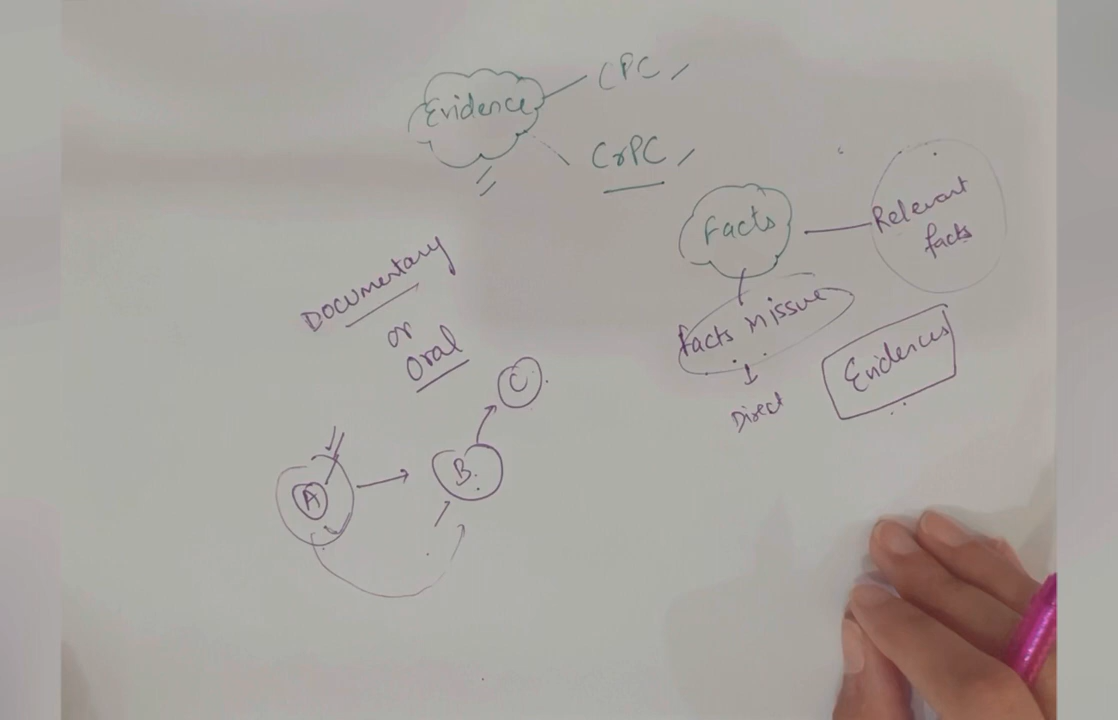 Evidence
CPC
CrPC
Facts
Relevant
facts
Documentary
or
Oral
facts in issue
Direct
Evidences
A
B.
C.